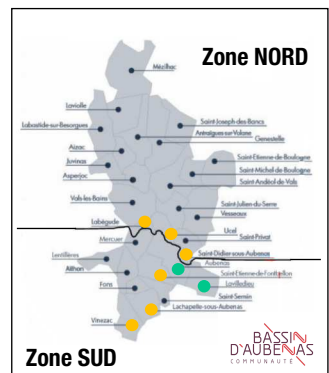 Zone NORD
Mézilhac
Laviolle
Labastide-sur-Besorgues
Saint-Joseph-des-Bancs
Antraigues-sur-Volane
Genestelle
Aizac
Juvinas
Saint-Etienne-de-Boulogne
Asperjoc
Saint-Michel-de-Boulogne
Saint-Andéol-de-Vals
Vals-les-Bains
Saint-Julien-du-Serre
Vesseaux
Labégude
Ucel
Saint-Privat
Mercuer
Saint-Didier-sous-Aubenas
Lentillères
Aubenas
Ailhon
Saint-Etienne-de-Fontbellon
Fons
Lavilledieu
Saint-Sernin
Lachapelle-sous-Aubenas
Vinezac
BASSIN
D'AUBENAS
COMMUNAUTÉ
Zone SUD